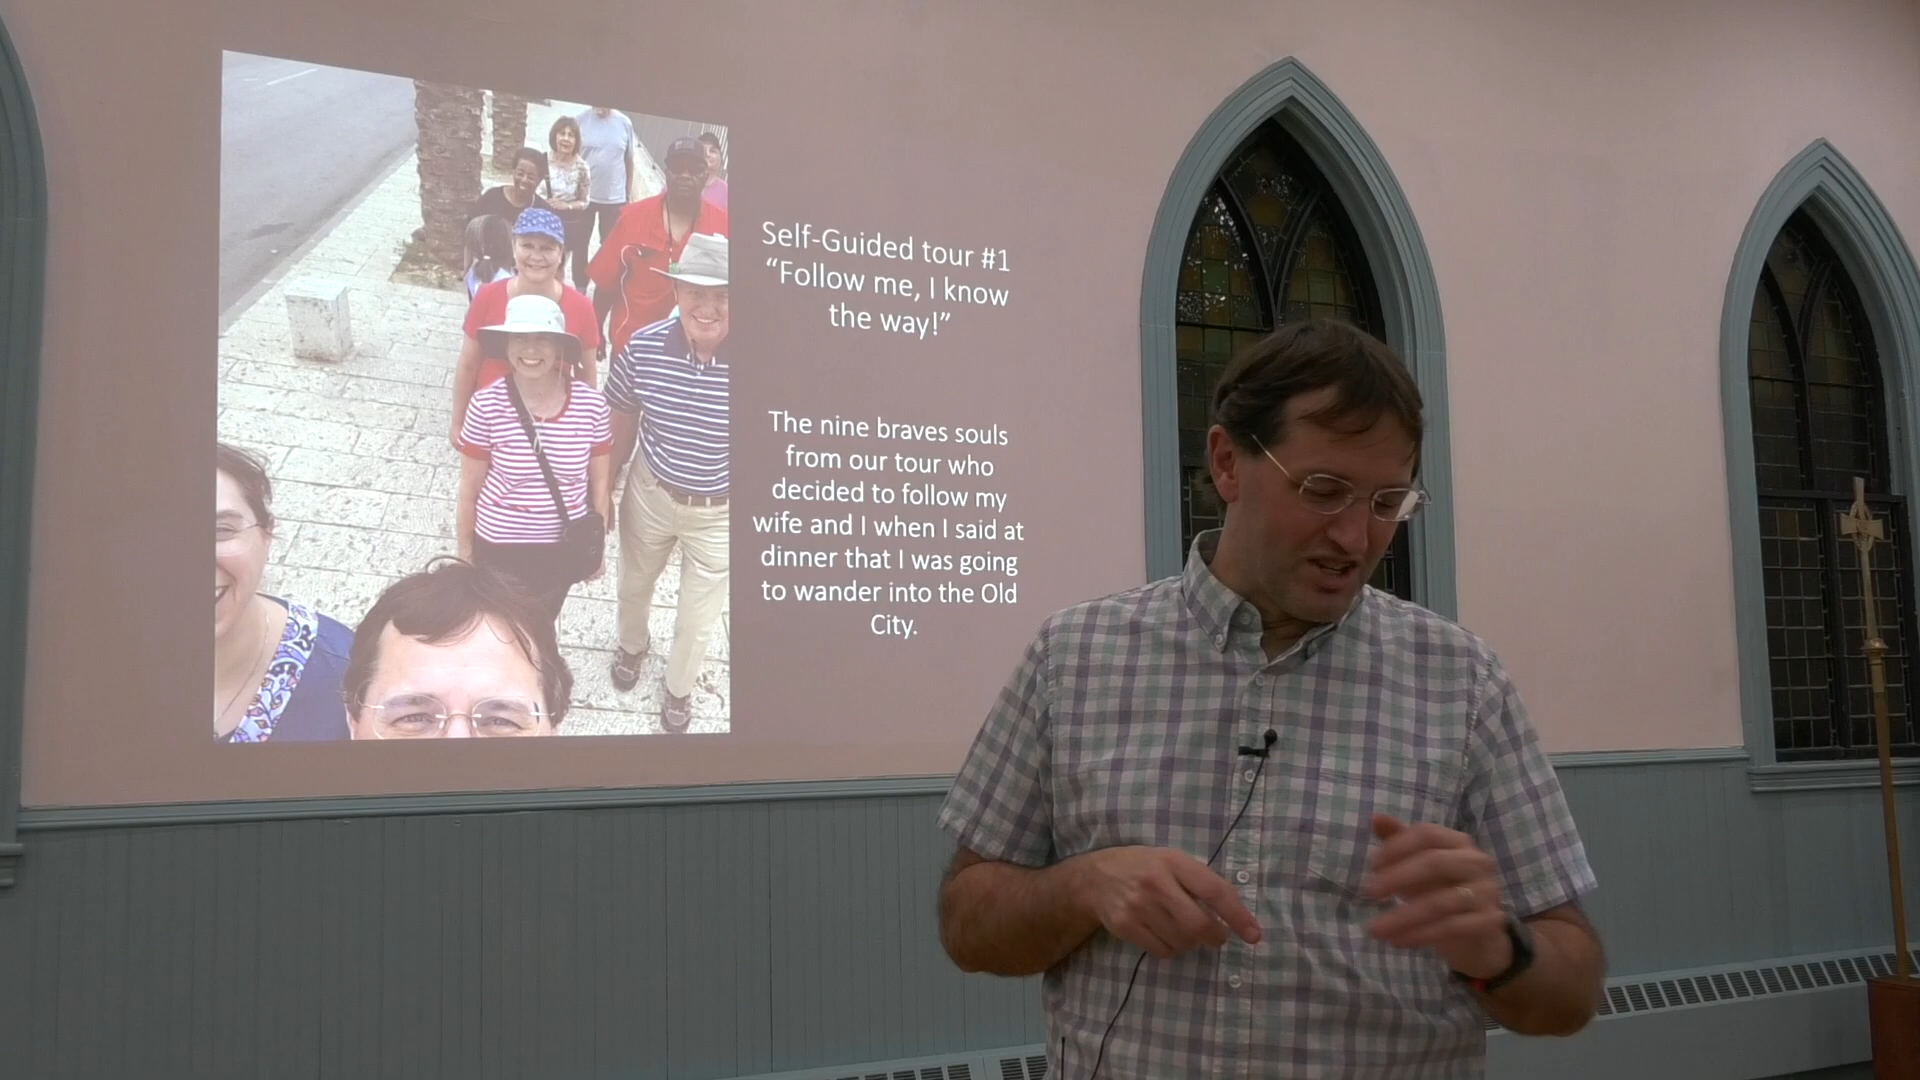 Self-Guided tour #1
“Follow me, I know
the way!”
The nine braves souls
from our tour who
decided to follow my
wife and I when I said at
dinner that I was going
to wander into the Old
City.